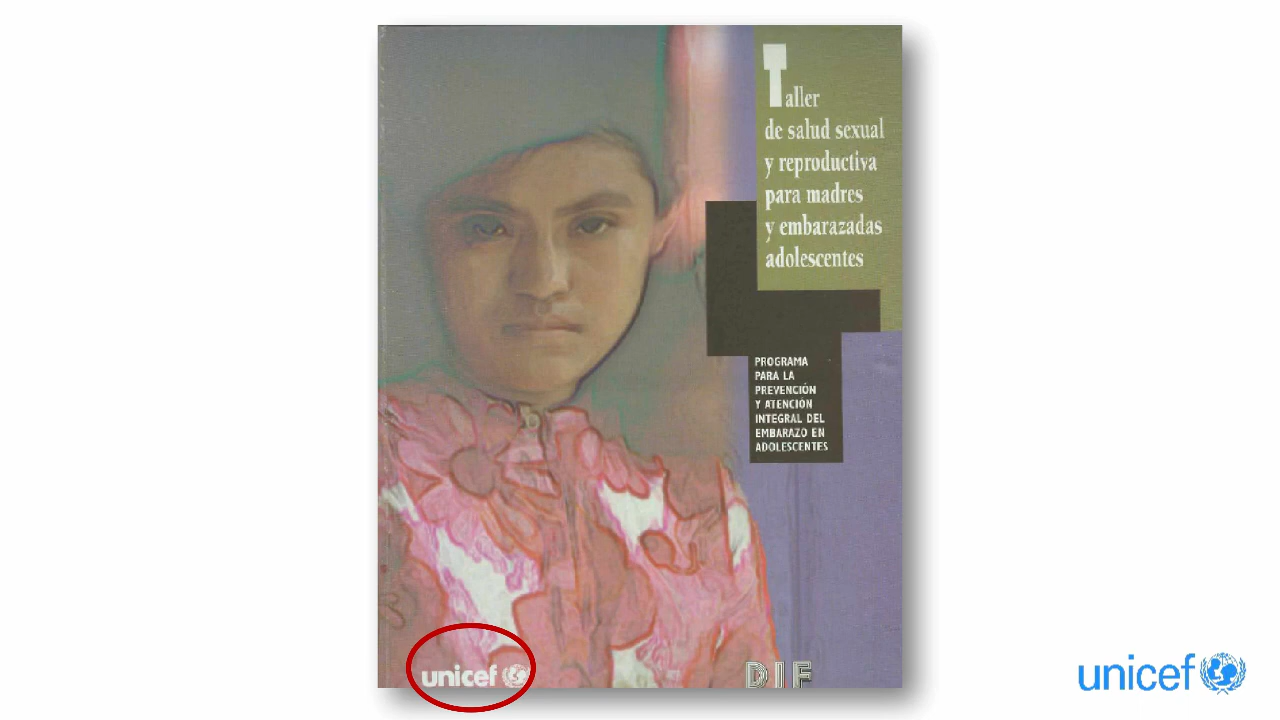 Taller
de salud sexual
y reproductiva
para madres
y embarazadas
adolescentes
PROGRAMA
PARA LA
PREVENCIÓN
Y ATENCIÓN
INTEGRAL DEL
EMBARAZO EN
ADOLESCENTES
unicef
DIF
unicef